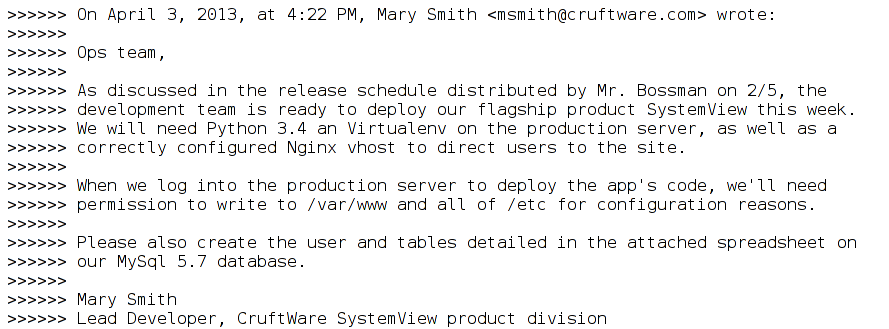 >>>>>> On April 3, 2013, at 4:22 PM, Mary Smith <msmith@cruftware.com> wrote:
>>>>>>
>>>>>> Ops team,
>>>>>>
>>>>>> As discussed in the release schedule distributed by Mr. Bossman on 2/5, the
>>>>>> development team is ready to deploy our flagship product SystemView this week.
>>>>>> We will need Python 3.4 an Virtualenv on the production server, as well as a
>>>>>> correctly configured Nginx vhost to direct users to the site.
>>>>>>
>>>>>> When we log into the production server to deploy the app's code, we'll need
>>>>>> permission to write to /var/www and all of /etc for configuration reasons.
>>>>>>
>>>>>> Please also create the user and tables detailed in the attached spreadsheet on
>>>>>> our MySql 5.7 database.
>>>>>>
>>>>>> Mary Smith
>>>>>> Lead Developer, CruftWare SystemView product division